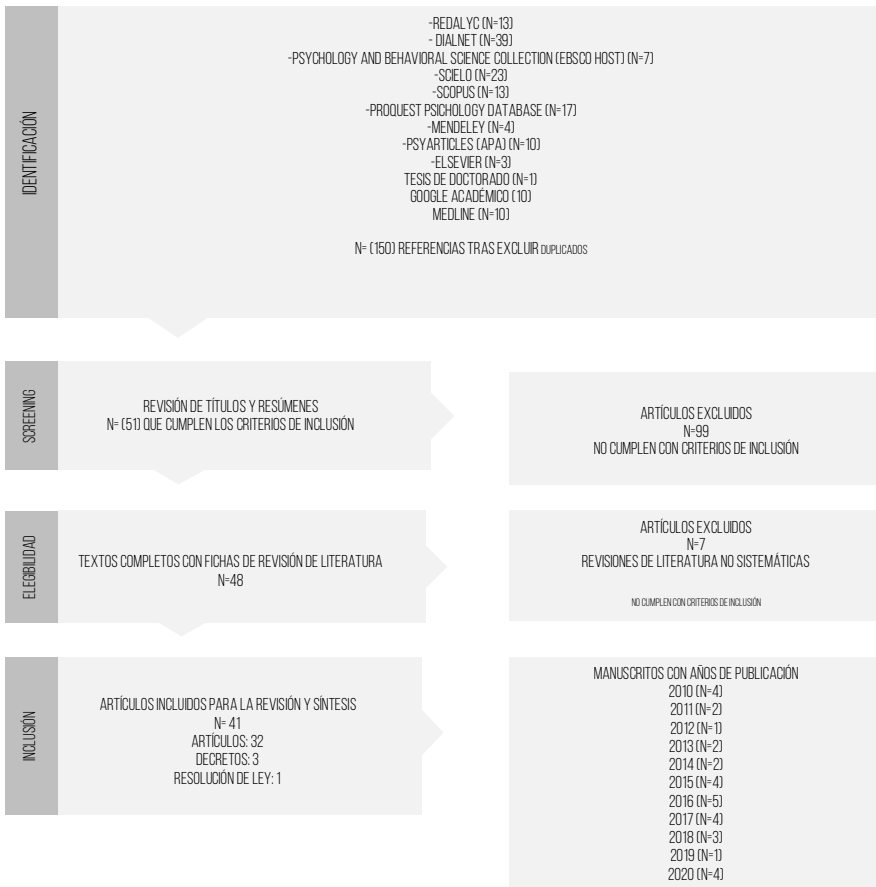 IDENTIFICACIÓN
-REDALYC (N=13)
- DIALNET (N=39)
-PSYCHOLOGY AND BEHAVIORAL SCIENCE COLLECTION (EBSCO HOST) (N=7)
-SCIELO (N=23)
-SCOPUS (N=13)
-PROQUEST PSICHOLOGY DATABASE (N=17)
-MENDELEY (N=4)
-PSYARTICLES (APA) (N=10)
-ELSEVIER (N=3)
TESIS DE DOCTORADO (N=1)
GOOGLE ACADÉMICO (10)
MEDLINE (N=10)
N= (150) REFERENCIAS TRAS EXCLUIR DUPLICADOS
SCREENING
REVISIÓN DE TÍTULOS Y RESÚMENES
N= (51) QUE CUMPLEN LOS CRITERIOS DE INCLUSIÓN
ARTÍCULOS EXCLUIDOS
N=99
NO CUMPLEN CON CRITERIOS DE INCLUSIÓN
ELEGIBILIDAD
TEXTOS COMPLETOS CON FICHAS DE REVISIÓN DE LITERATURA
N=48
ARTÍCULOS EXCLUIDOS
N=7
REVISIONES DE LITERATURA NO SISTEMÁTICAS
NO CUMPLEN CON CRITERIOS DE INCLUSIÓN
INCLUSIÓN
ARTÍCULOS INCLUIDOS PARA LA REVISIÓN Y SÍNTESIS
N= 41
ARTÍCULOS: 32
DECRETOS: 3
RESOLUCIÓN DE LEY: 1
MANUSCRITOS CON AÑOS DE PUBLICACIÓN
2010 (N=4)
2011 (N=2)
2012 (N=1)
2013 (N=2)
2014 (N=2)
2015 (N=4)
2016 (N=5)
2017 (N=4)
2018 (N=3)
2019 (N=1)
2020 (N=4)